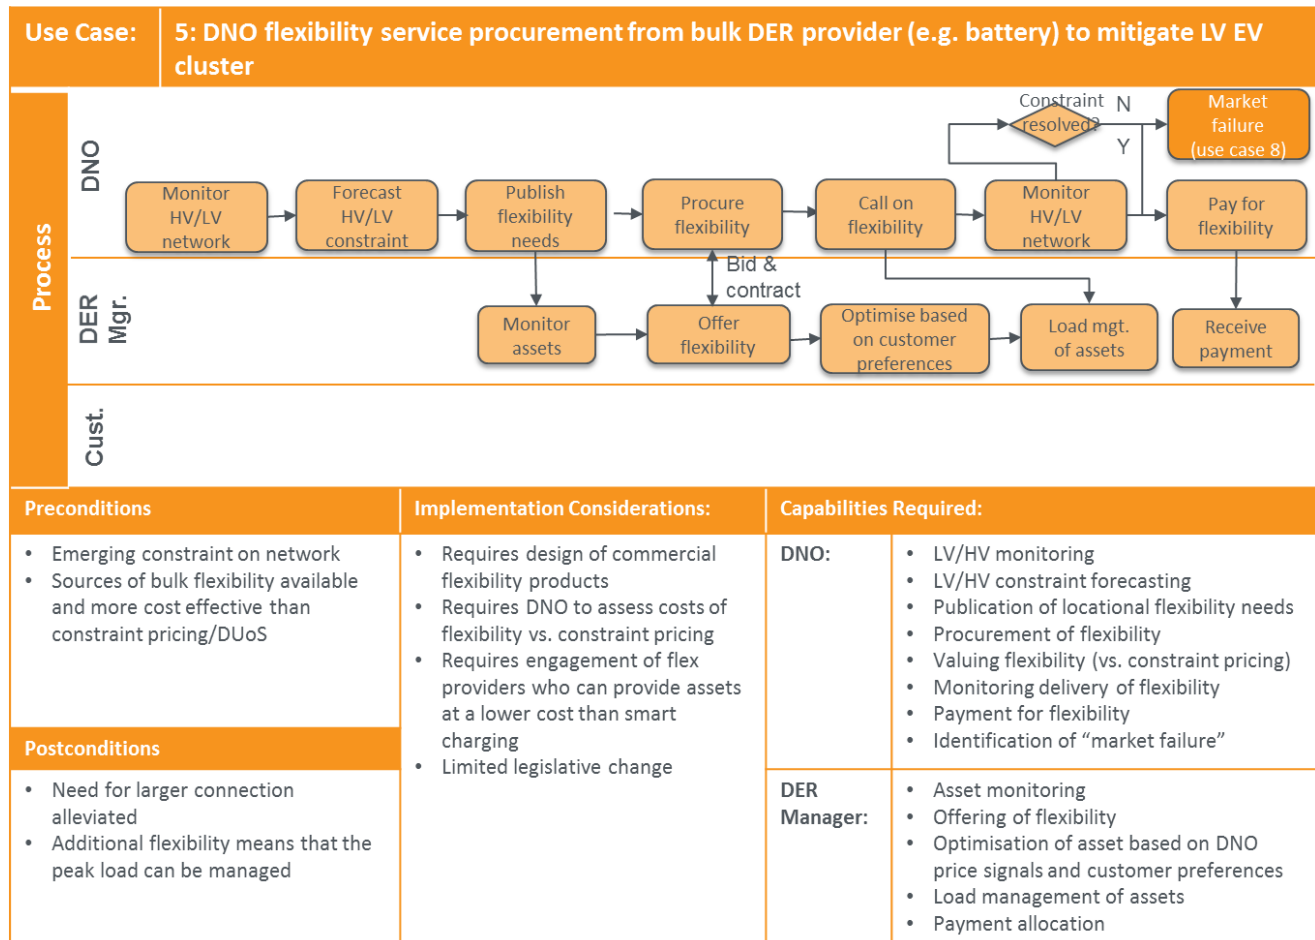 Use Case:
5: DNO flexibility service procurement from bulk DER provider (e.g. battery) to mitigate LV EV
cluster
Process
DNO
Constraint
resolved?
N
Y
Market
failure
(use case 8)
Monitor
HV/LV
network
Forecast
HV/LV
constraint
Publish
flexibility
needs
Procure
flexibility
Call on
flexibility
Monitor
HV/LV
network
Pay for
flexibility
DER
Mgr.
Bid &
contract
Monitor
assets
Offer
flexibility
Optimise based
on customer
preferences
Load mgt.
of assets
Receive
payment
Cust.
Preconditions
• Emerging constraint on network
• Sources of bulk flexibility available
and more cost effective than
constraint pricing/DUoS
Postconditions
• Need for larger connection
alleviated
• Additional flexibility means that the
peak load can be managed
Implementation Considerations:
• Requires design of commercial
flexibility products
• Requires DNO to assess costs of
flexibility vs. constraint pricing
• Requires engagement of flex
providers who can provide assets
at a lower cost than smart
charging
• Limited legislative change
Capabilities Required:
DNO:
• LV/HV monitoring
• LV/HV constraint forecasting
• Publication of locational flexibility needs
• Procurement of flexibility
• Valuing flexibility (vs. constraint pricing)
• Monitoring delivery of flexibility
• Payment for flexibility
• Identification of “market failure”
DER
Manager:
• Asset monitoring
• Offering of flexibility
• Optimisation of asset based on DNO
price signals and customer preferences
• Load management of assets
• Payment allocation